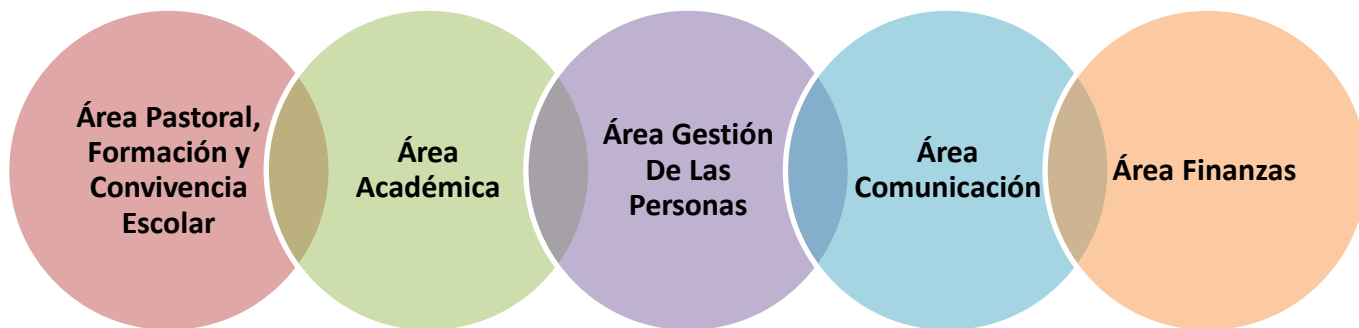 Área Pastoral,
Formación y
Convivencia
Escolar
Área
Académica
Área Gestión
De Las
Personas
Área
Comunicación
Área Finanzas